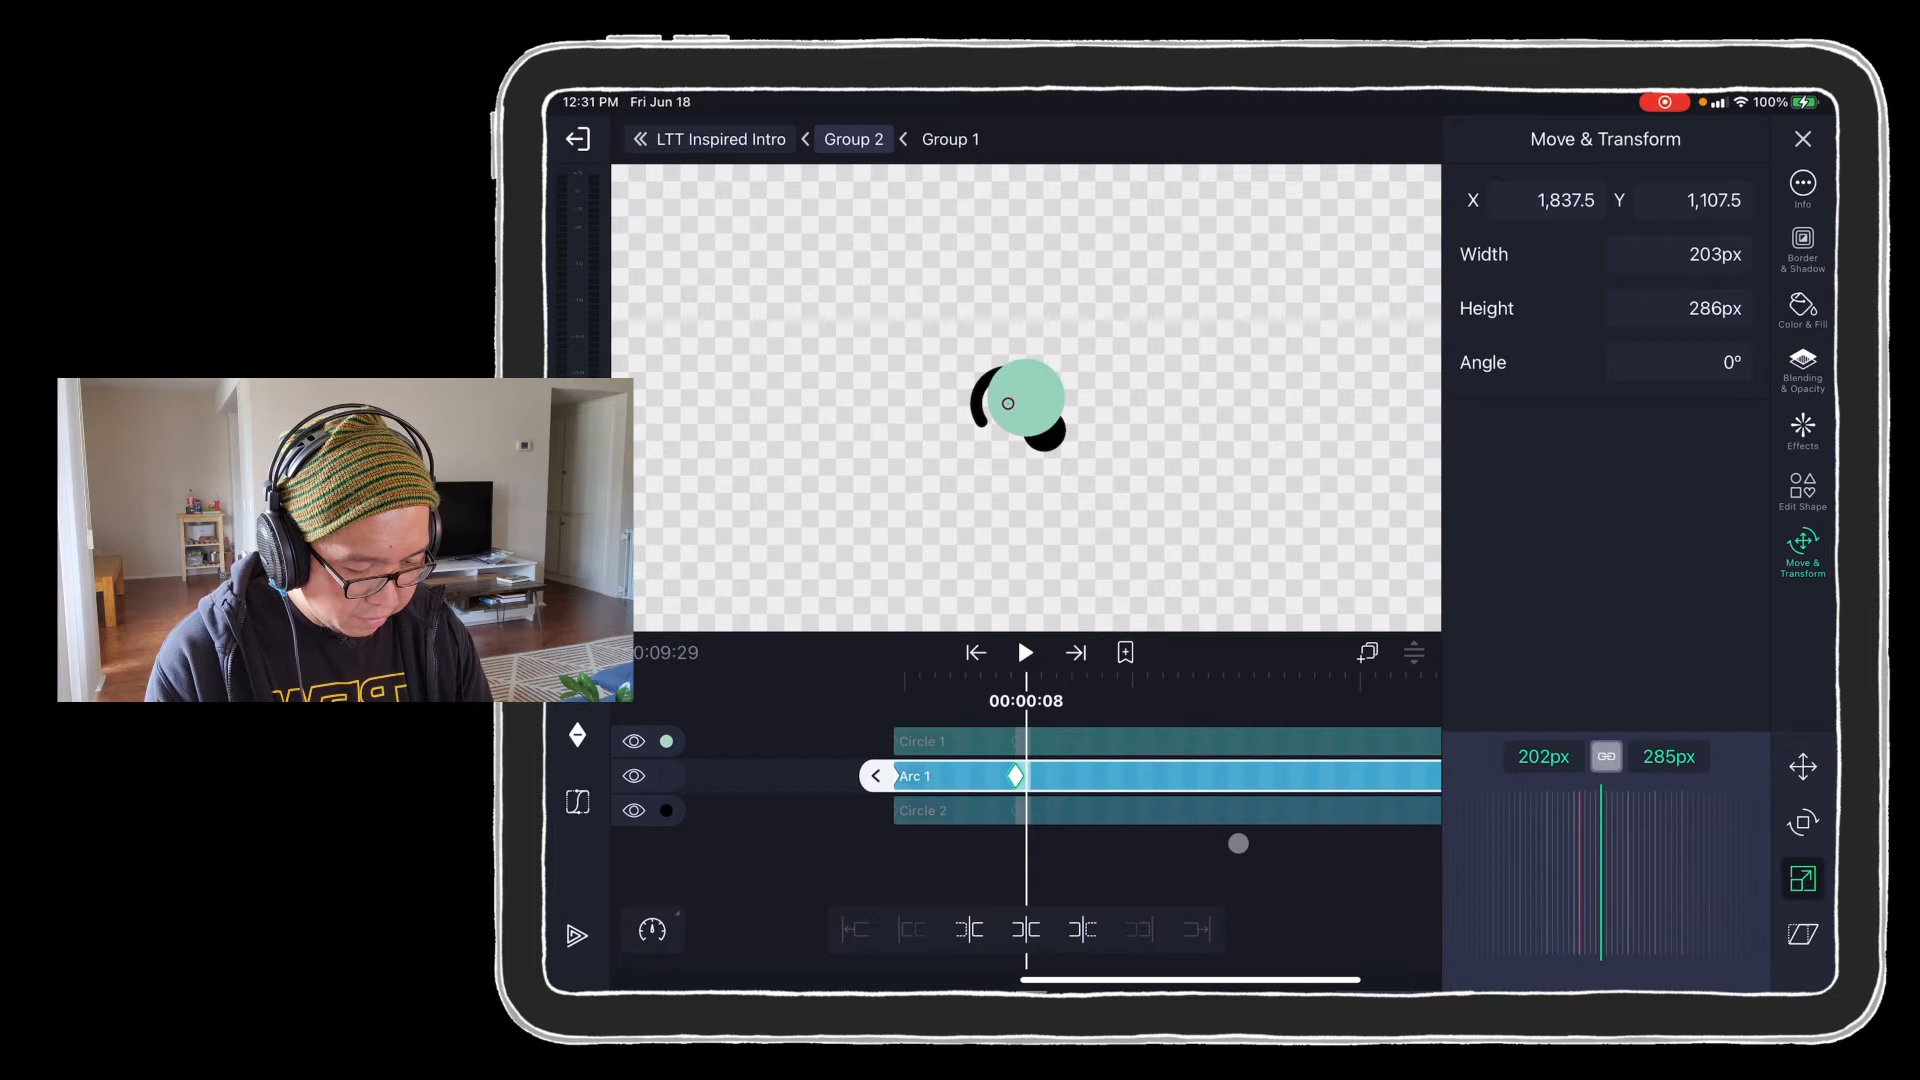 12:31 PM Fri Jun 18
100%
LTT Inspired Intro
Group 2
Group 1
Move & Transform
X 1,837.5 Y 1,107.5
Width 203px
Height 286px
Angle 0°
Info
Border
& Shadow
Color & Fill
Blending
& Opacity
Effects
Edit Shape
Move &
Transform
0:09:29
00:00:08
Circle 1
Arc 1
Circle 2
202px
285px